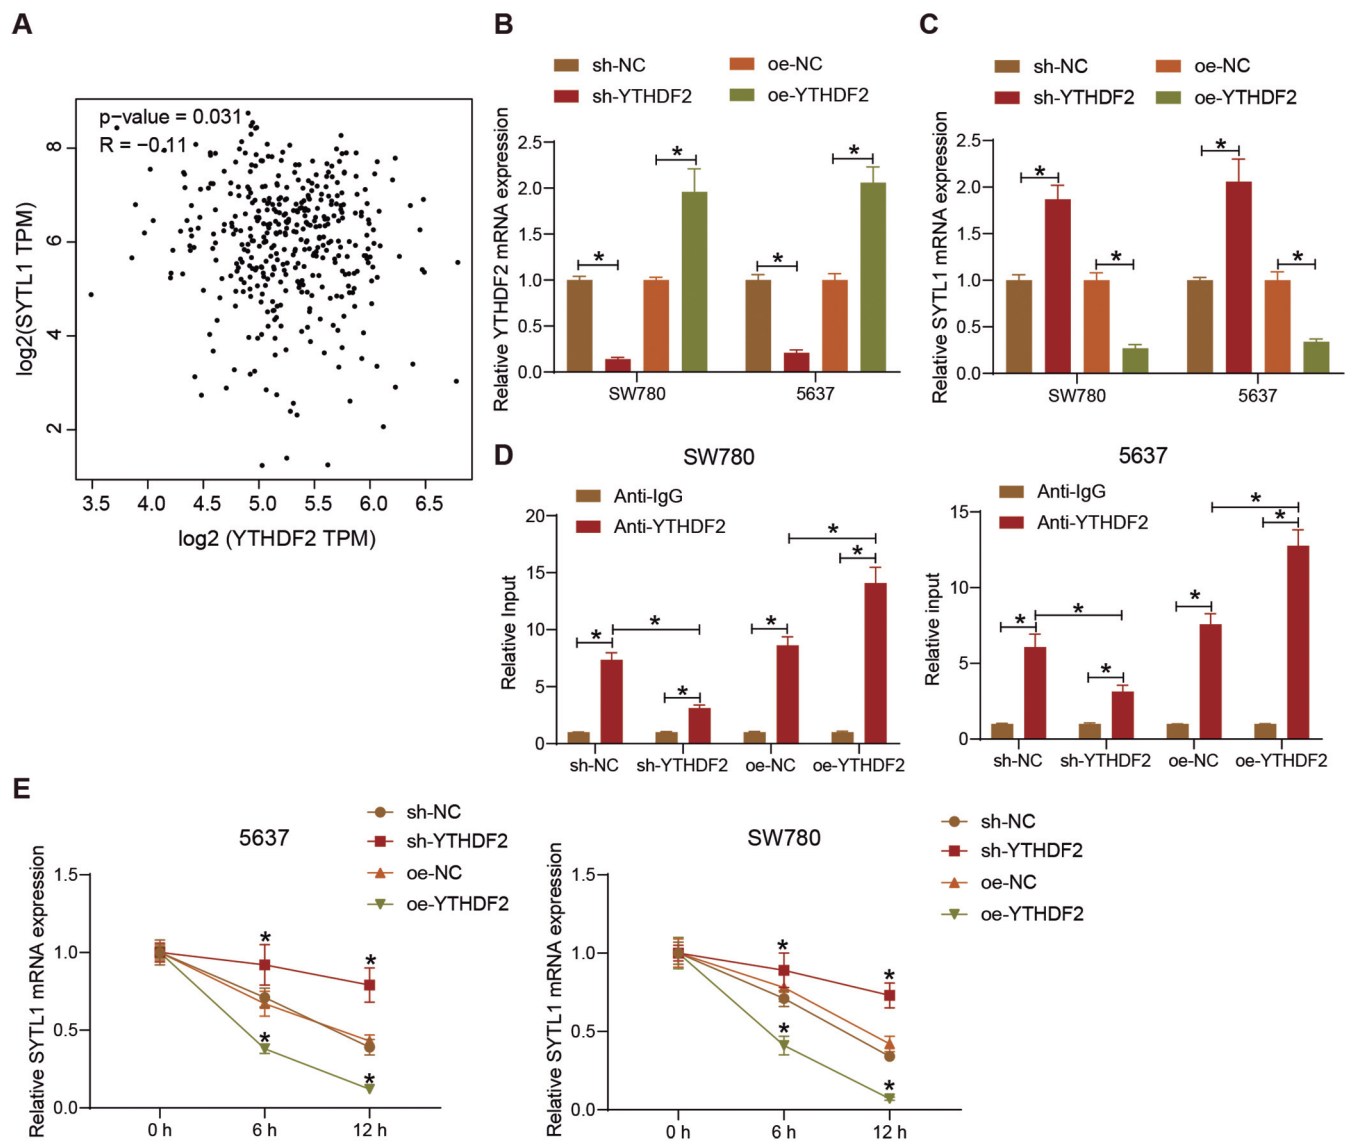 A
p-value = 0.031
R = −0.11
log2(SYTL1 TPM)
8
6
4
2
3.5 4.0 4.5 5.0 5.5 6.0 6.5
log2 (YTHDF2 TPM)
B
sh-NC oe-NC
sh-YTHDF2 oe-YTHDF2
Relative YTHDF2 mRNA expression
2.5
2.0
1.5
1.0
0.5
0.0
* * * *
SW780 5637
C
sh-NC oe-NC
sh-YTHDF2 oe-YTHDF2
Relative SYTL1 mRNA expression
2.5
2.0
1.5
1.0
0.5
0.0
* * * *
SW780 5637
D
SW780
Anti-IgG
Anti-YTHDF2
Relative Input
20
15
10
5
0
* * * * * *
sh-NC sh-YTHDF2 oe-NC oe-YTHDF2
5637
Anti-IgG
Anti-YTHDF2
Relative input
15
10
5
0
* * * * * *
sh-NC sh-YTHDF2 oe-NC oe-YTHDF2
E
5637
sh-NC
sh-YTHDF2
oe-NC
oe-YTHDF2
Relative SYTL1 mRNA expression
1.5
1.0
0.5
0.0
* * * *
0 h 6 h 12 h
SW780
sh-NC
sh-YTHDF2
oe-NC
oe-YTHDF2
Relative SYTL1 mRNA expression
1.5
1.0
0.5
0.0
* * * *
0 h 6 h 12 h